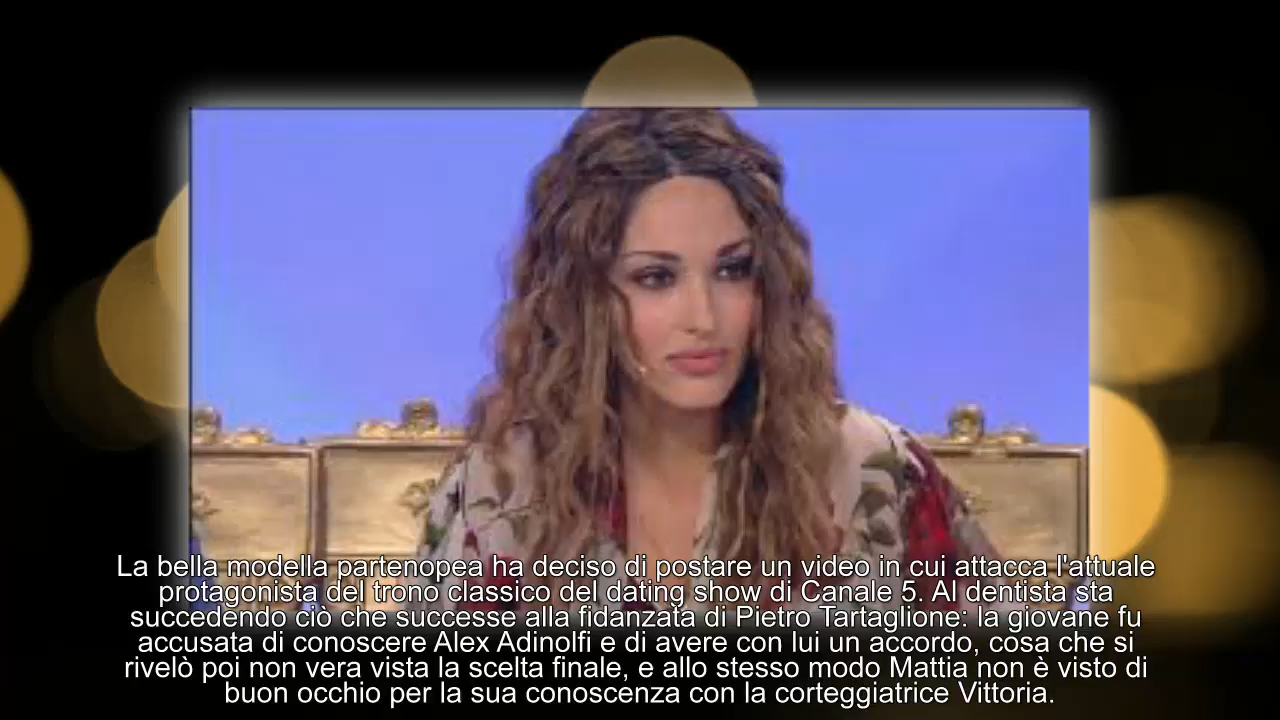 La bella modella partenopea ha deciso di postare un video in cui attacca l'attuale
protagonista del trono classico del dating show di Canale 5. Al dentista sta
succedendo ciò che successe alla fidanzata di Pietro Tartaglione: la giovane fu
accusata di conoscere Alex Adinolfi e di avere con lui un accordo, cosa che si
rivelò poi non vera vista la scelta finale, e allo stesso modo Mattia non è visto di
buon occhio per la sua conoscenza con la corteggiatrice Vittoria.